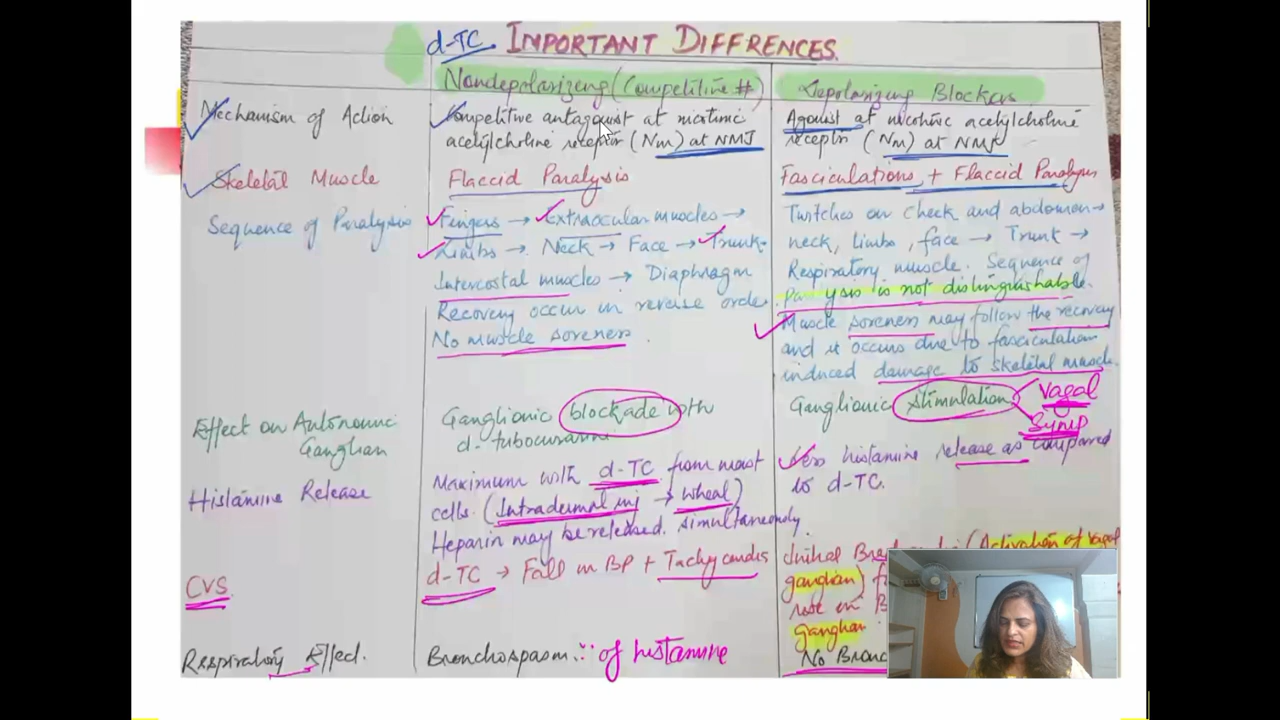 d-TC IMPORTANT DIFFRENCES.
Nondepolarizing (Competitive #)
Depolarizing Blockers
Mechanism of Action
Competitive antagonist at nicotinic
acetylcholine receptor (Nm) at NMJ
Agonist at nicotinic acetylcholine
receptor (Nm) at NMJ
Skeletal Muscle
Flaccid Paralysis
Fasciculations + Flaccid Paralysis
Sequence of Paralysis
Fingers → Extraocular muscles →
Limbs → Neck → Face → Trunk →
Intercostal muscles → Diaphragm
Recovery occur in reverse order
No muscle soreness.
Twitches on cheek and abdomen →
neck, limbs, face → Trunk →
Respiratory muscle. Sequence of
Paralysis is not distinguishable.
Muscle soreness may follow the recovery
and it occurs due to fasciculation
induced damage to skeletal muscle.
Effect on Autonomic
Ganglian
Ganglionic blockade with
d-tubocurarine
Ganglionic stimulation
Vagal
Symp
Histamine Release
Maximum with d-TC from mast
cells. (Intradermal inj → wheal)
Heparin may be released. simultaneously.
Less histamine release as compared
to d-TC.
CVS
d-TC → Fall in BP + Tachycardia
Initial (Activation of vagal
ganglian)
rise in
ganglian
Respiratory Effect.
Bronchospasm ∵ of histamine
No